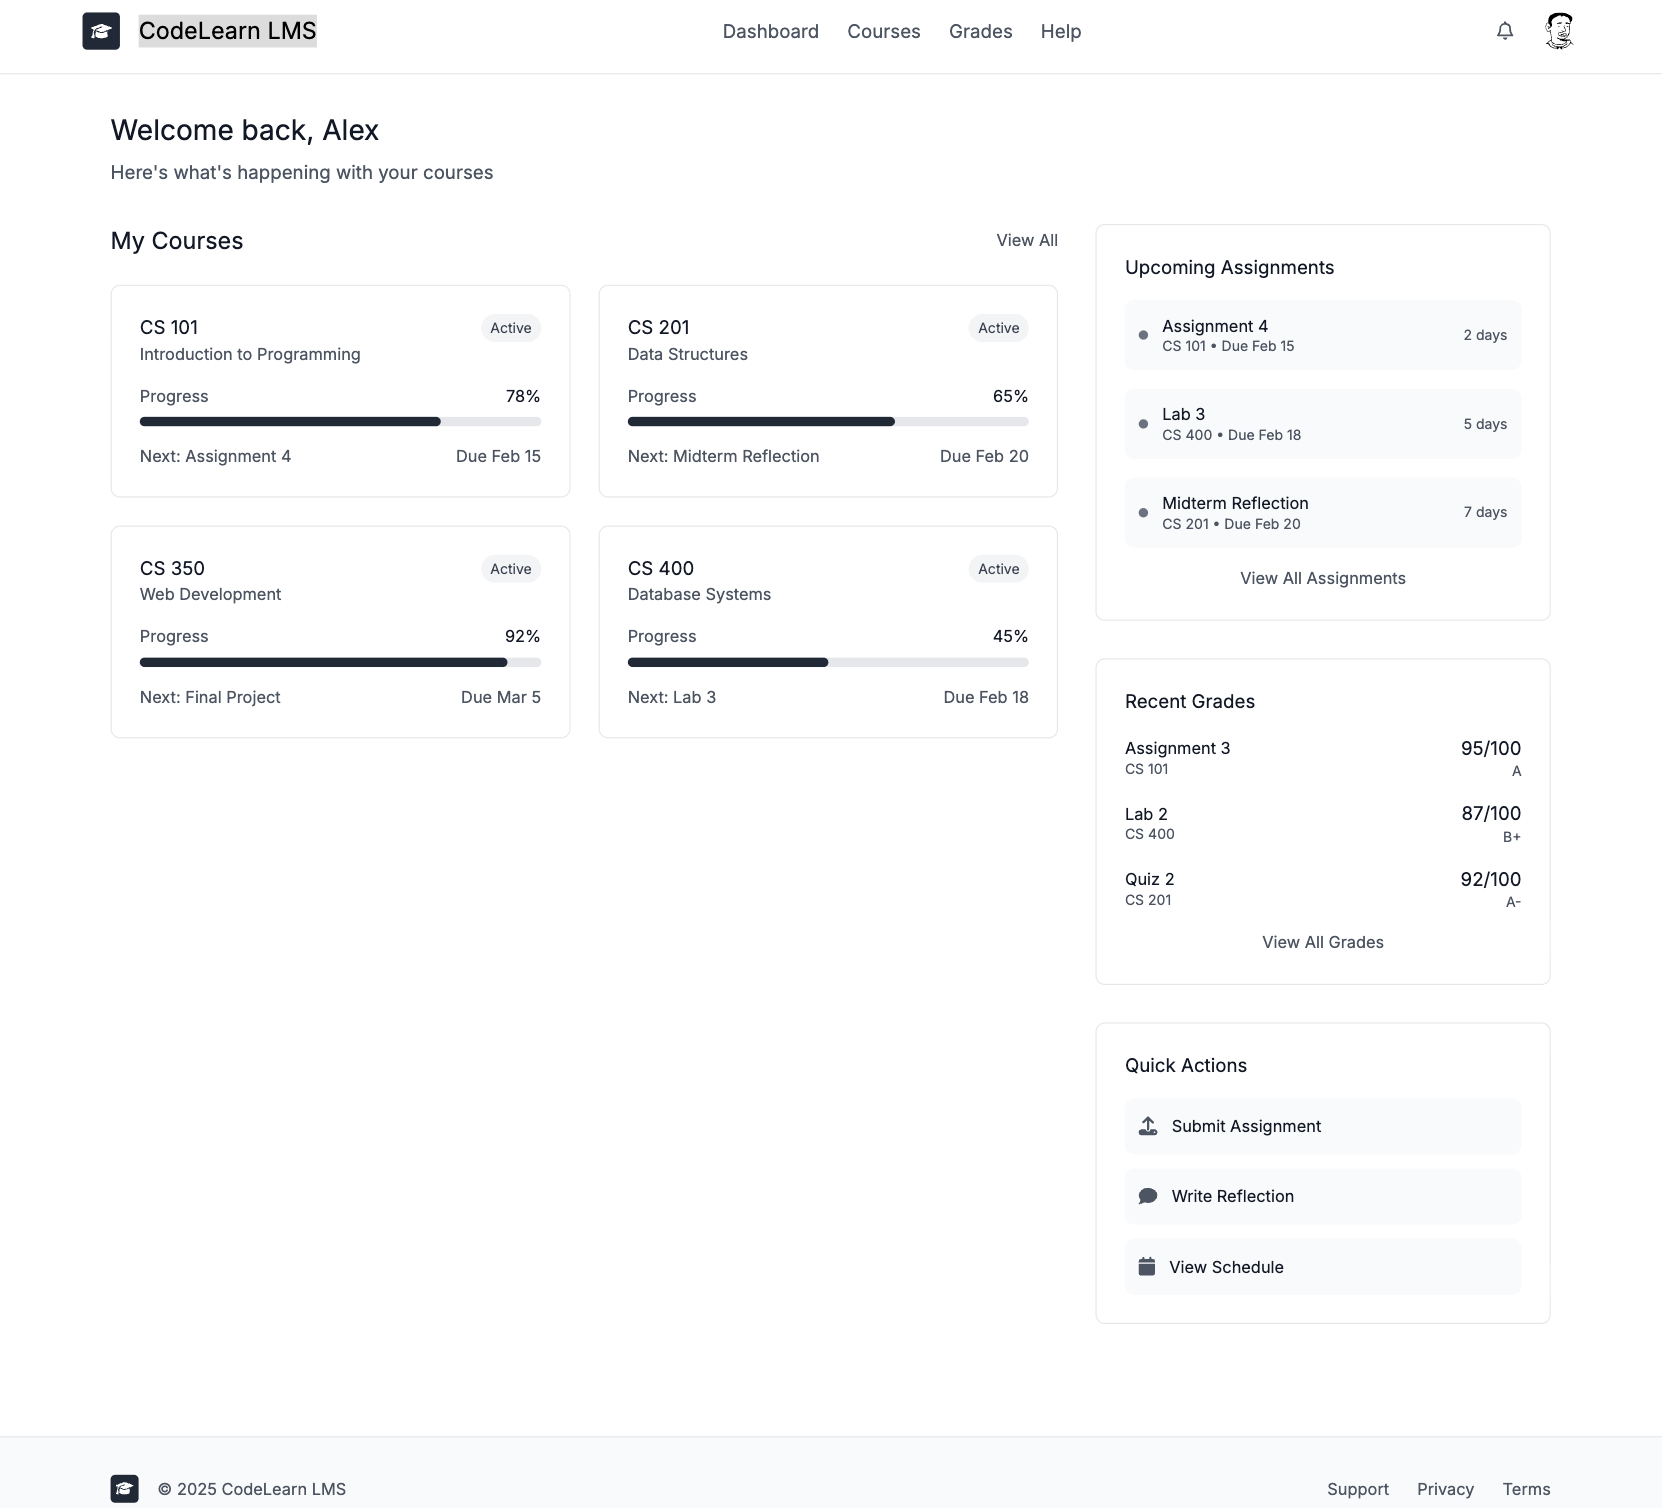 CodeLearn LMS
Dashboard
Courses
Grades
Help
Welcome back, Alex
Here's what's happening with your courses
My Courses
View All
CS 101
Active
Introduction to Programming
Progress
78%
Next: Assignment 4
Due Feb 15
CS 201
Active
Data Structures
Progress
65%
Next: Midterm Reflection
Due Feb 20
CS 350
Active
Web Development
Progress
92%
Next: Final Project
Due Mar 5
CS 400
Active
Database Systems
Progress
45%
Next: Lab 3
Due Feb 18
Upcoming Assignments
Assignment 4
CS 101 • Due Feb 15
2 days
Lab 3
CS 400 • Due Feb 18
5 days
Midterm Reflection
CS 201 • Due Feb 20
7 days
View All Assignments
Recent Grades
Assignment 3
95/100
CS 101
A
Lab 2
87/100
CS 400
B+
Quiz 2
92/100
CS 201
A-
View All Grades
Quick Actions
Submit Assignment
Write Reflection
View Schedule
© 2025 CodeLearn LMS
Support
Privacy
Terms